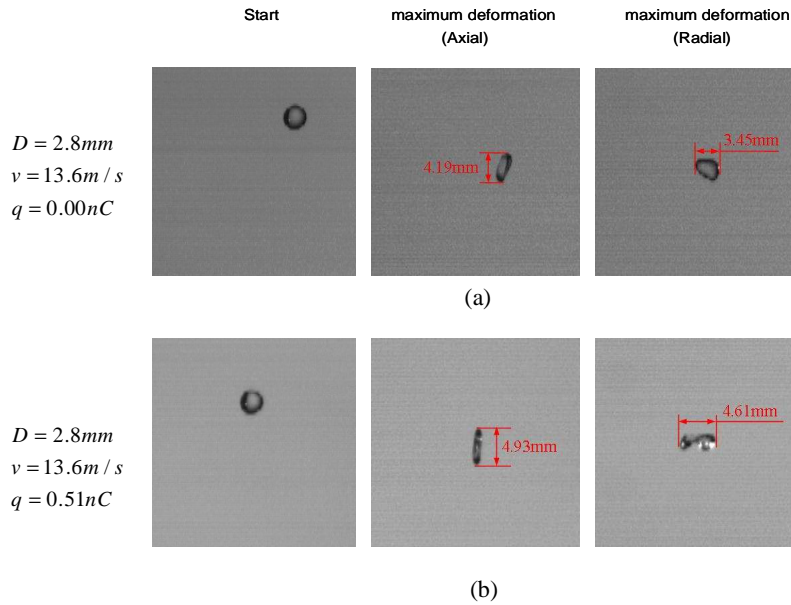 Start
maximum deformation
(Axial)
maximum deformation
(Radial)
D = 2.8mm
v = 13.6m / s
q = 0.00nC
4.19mm
3.45mm
(a)
D = 2.8mm
v = 13.6m / s
q = 0.51nC
4.93mm
4.61mm
(b)